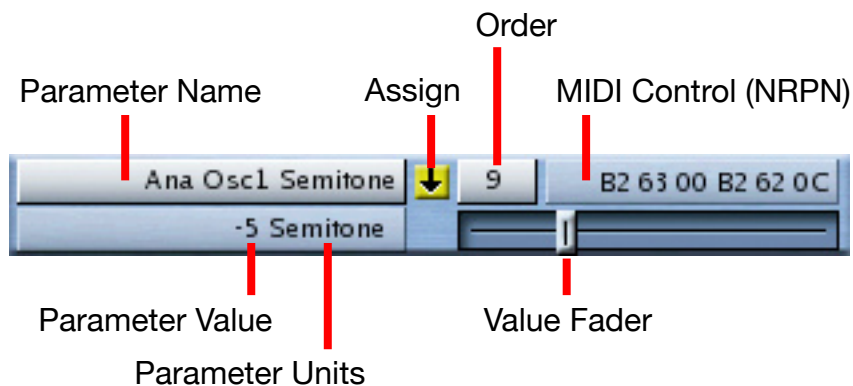 Order
Parameter Name Assign MIDI Control (NRPN)
Ana Osc1 Semitone 9 B2 63 00 B2 62 0C
-5 Semitone
Parameter Value Value Fader
Parameter Units